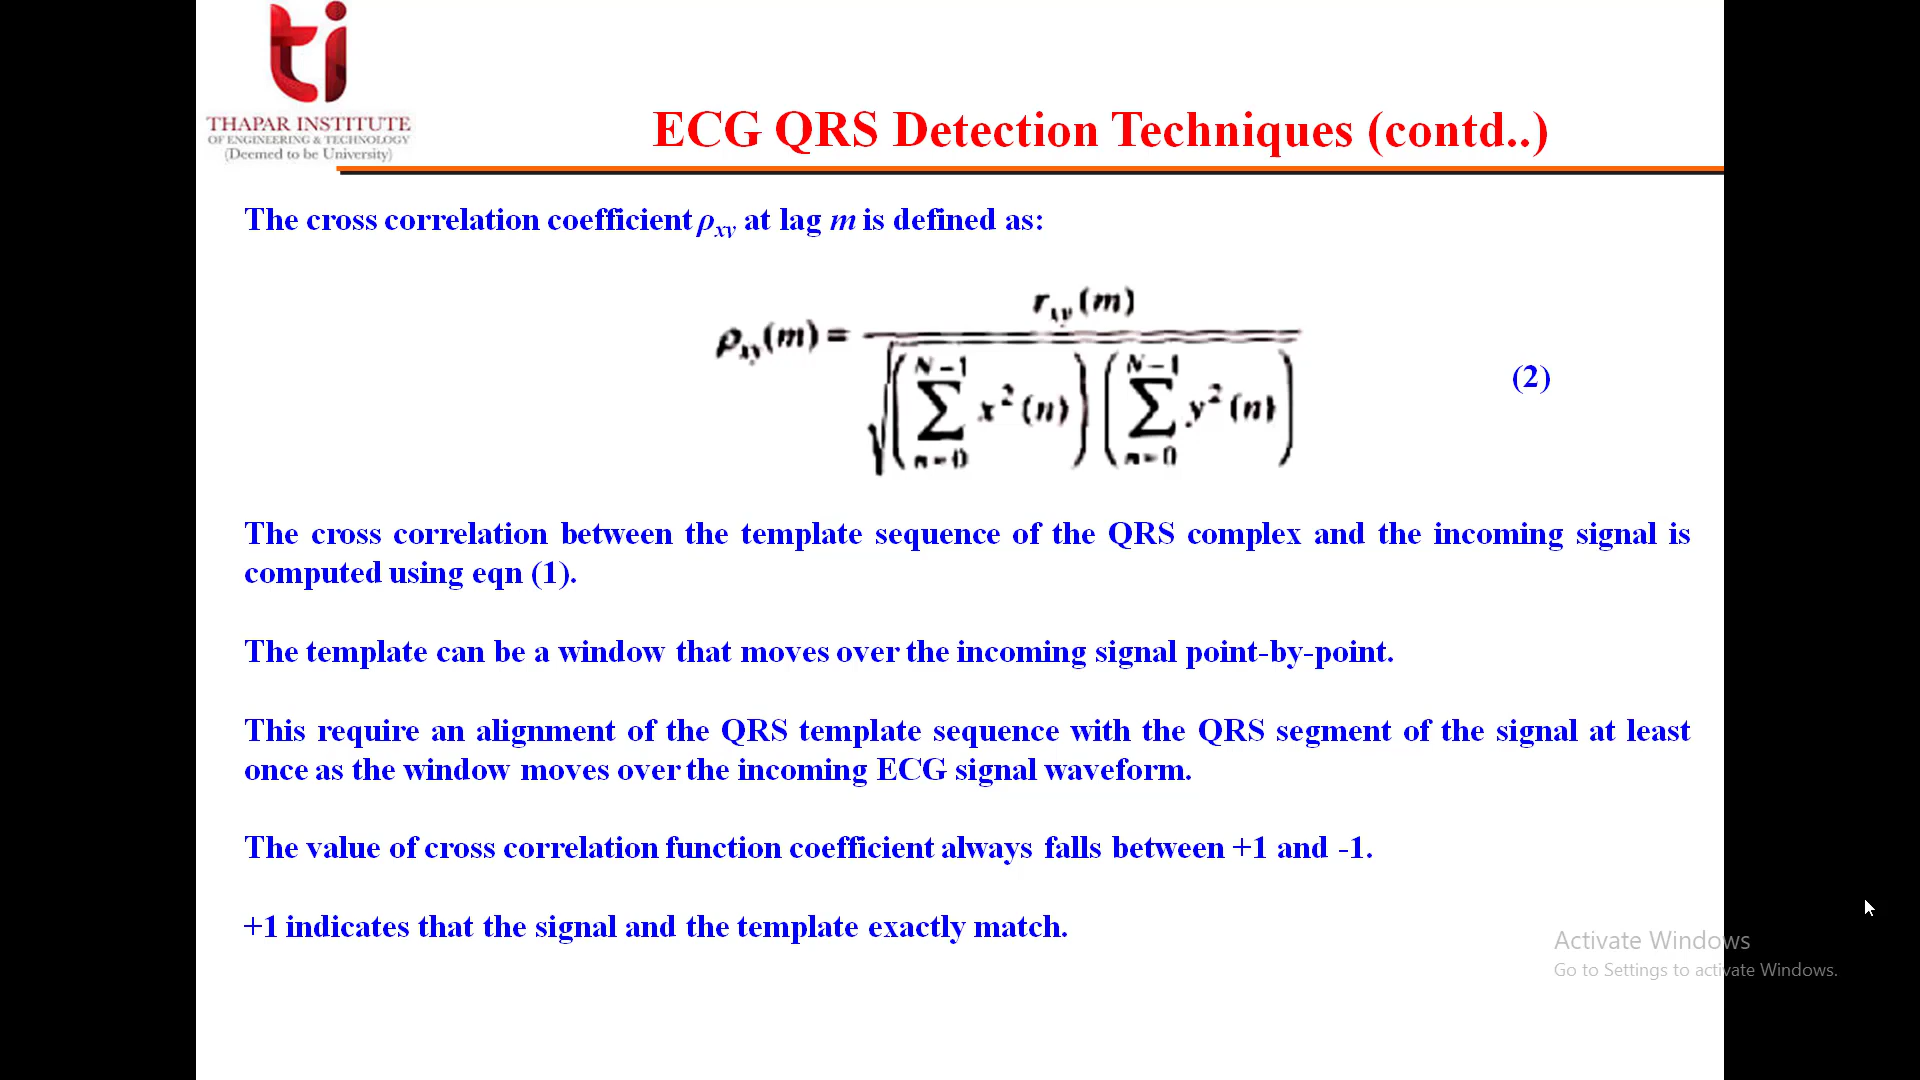 THAPAR INSTITUTE
OF ENGINEERING & TECHNOLOGY
(Deemed to be University)
ECG QRS Detection Techniques (contd..)
The cross correlation coefficient ρxy at lag m is defined as:
ρxy(m) = rxy(m) / √( (∑ n=0 N−1 x²(n)) (∑ n=0 N−1 y²(n)) )
(2)
The cross correlation between the template sequence of the QRS complex and the incoming signal is
computed using eqn (1).
The template can be a window that moves over the incoming signal point-by-point.
This require an alignment of the QRS template sequence with the QRS segment of the signal at least
once as the window moves over the incoming ECG signal waveform.
The value of cross correlation function coefficient always falls between +1 and -1.
+1 indicates that the signal and the template exactly match.
Activate Windows
Go to Settings to activate Windows.